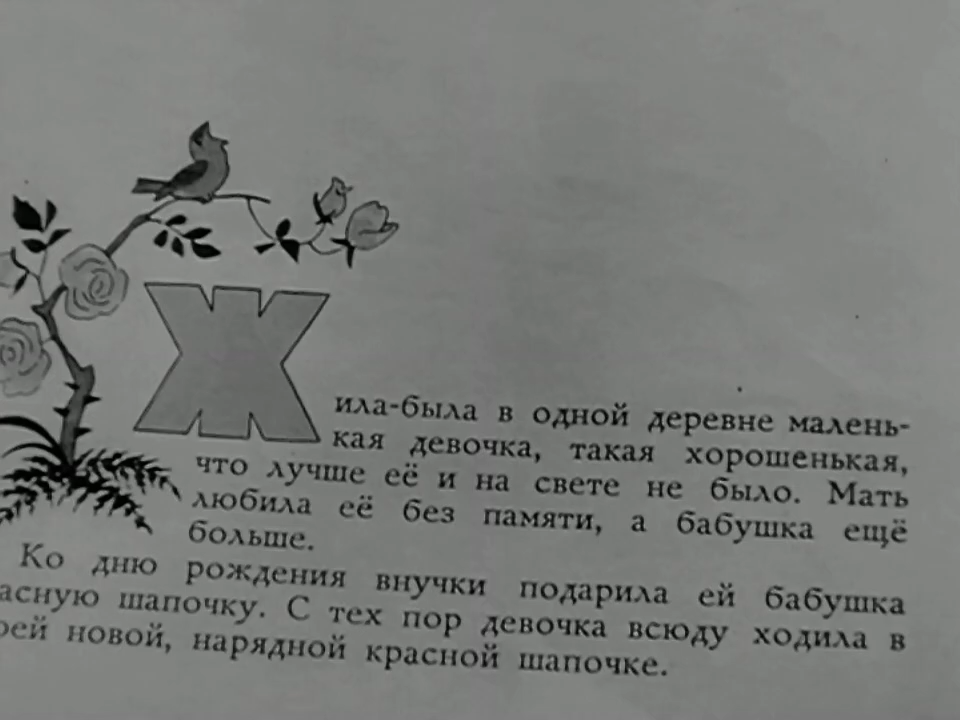 Жила-была в одной деревне малень-
кая девочка, такая хорошенькая,
что лучше её и на свете не было. Мать
любила её без памяти, а бабушка ещё
больше.
Ко дню рождения внучки подарила ей бабушка
асную шапочку. С тех пор девочка всюду ходила в
оей новой, нарядной красной шапочке.